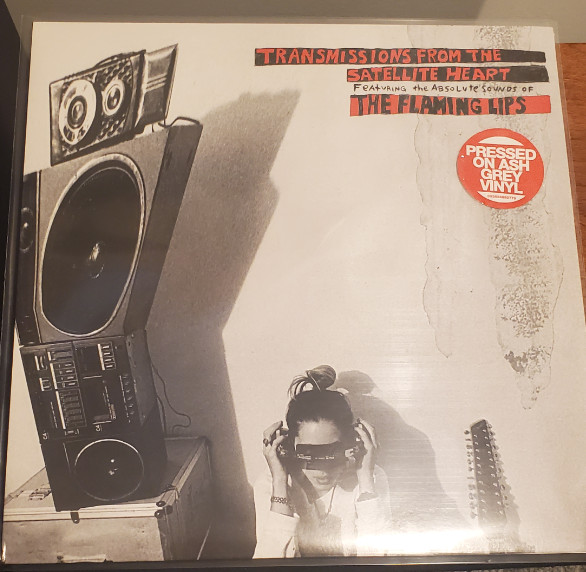 TRANSMISSIONS FROM THE
SATELLITE HEART
FEATURING the ABSOLUTE SOUNDS OF
THE FLAMING LIPS
PRESSED
ON ASH
GREY
VINYL